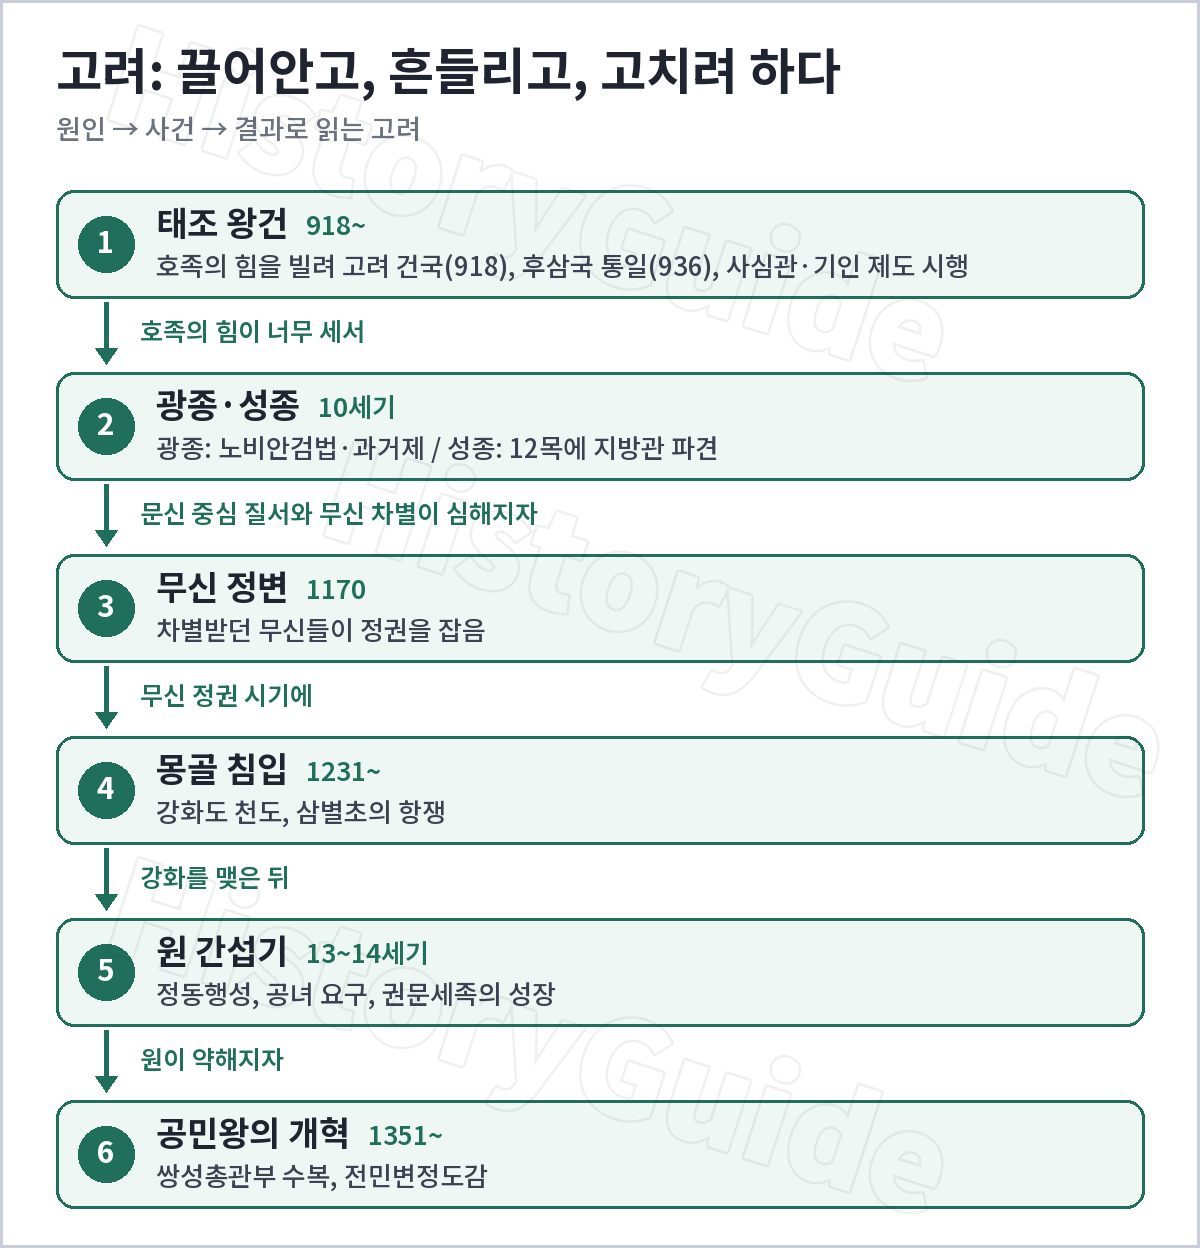 고려: 끌어안고, 흔들리고, 고치려 하다
원인 → 사건 → 결과로 읽는 고려
1 태조 왕건 918~
호족의 힘을 빌려 고려 건국(918), 후삼국 통일(936), 사심관·기인 제도 시행
호족의 힘이 너무 세서
2 광종·성종 10세기
광종: 노비안검법·과거제 / 성종: 12목에 지방관 파견
문신 중심 질서와 무신 차별이 심해지자
3 무신 정변 1170
차별받던 무신들이 정권을 잡음
무신 정권 시기에
4 몽골 침입 1231~
강화도 천도, 삼별초의 항쟁
강화를 맺은 뒤
5 원 간섭기 13~14세기
정동행성, 공녀 요구, 권문세족의 성장
원이 약해지자
6 공민왕의 개혁 1351~
쌍성총관부 수복, 전민변정도감
HistoryGuide
HistoryGuide
HistoryGuide